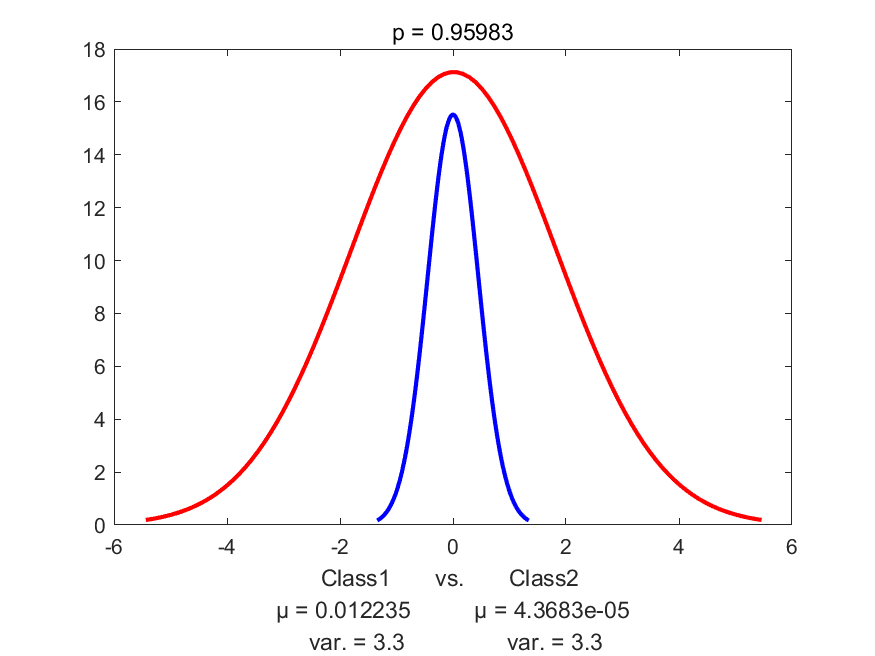 p = 0.95983
18
16
14
12
10
8
6
4
2
0
-6 -4 -2 0 2 4 6
Class1 vs. Class2
μ = 0.012235 μ = 4.3683e-05
var. = 3.3 var. = 3.3